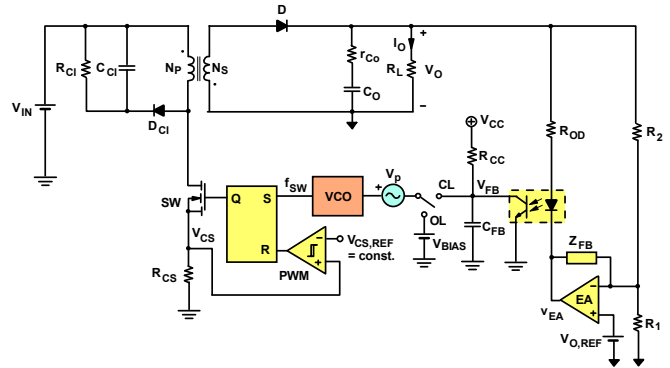 D
I_O
+
R_CI
C_CI
N_P
N_S
r_Co
R_L
V_O
C_O
−
V_IN
D_CI
V_CC
R_OD
R_2
R_CC
f_SW
V_p
CL
V_FB
SW
Q
S
VCO
+
OL
C_FB
V_CS
V_BIAS
R
−
V_CS,REF
= const.
+
PWM
R_CS
Z_FB
EA
−
+
v_EA
R_1
V_O,REF